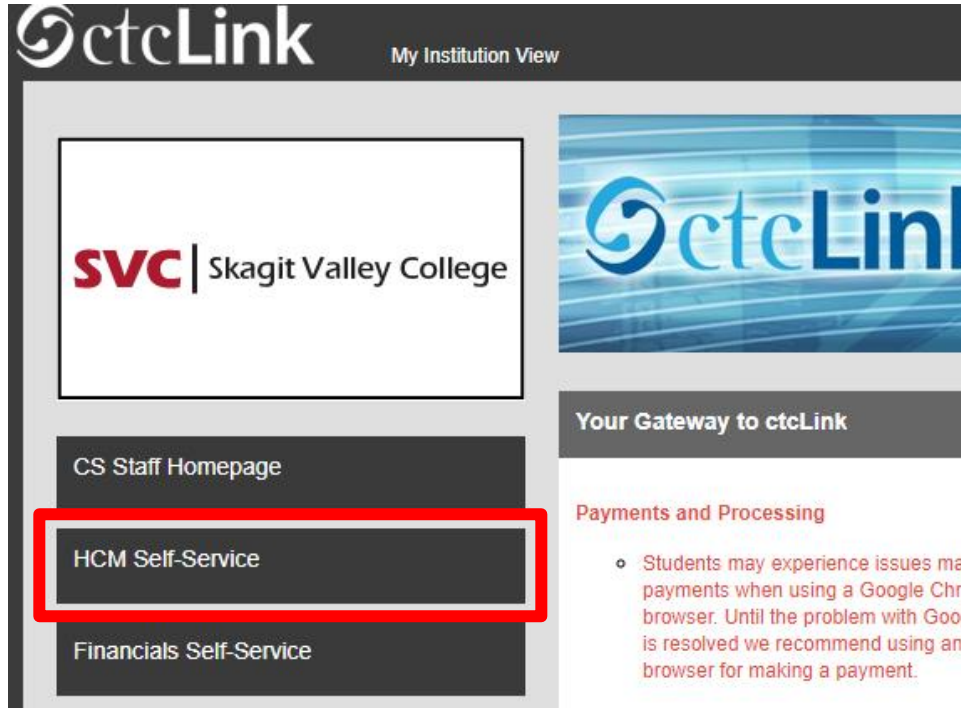 ctcLink
My Institution View
SVC | Skagit Valley College
CS Staff Homepage
HCM Self-Service
Financials Self-Service
ctcLin
Your Gateway to ctcLink
Payments and Processing
Students may experience issues
payments when using a Google
browser. Until the problem with
is resolved we recommend using
browser for making a payment.